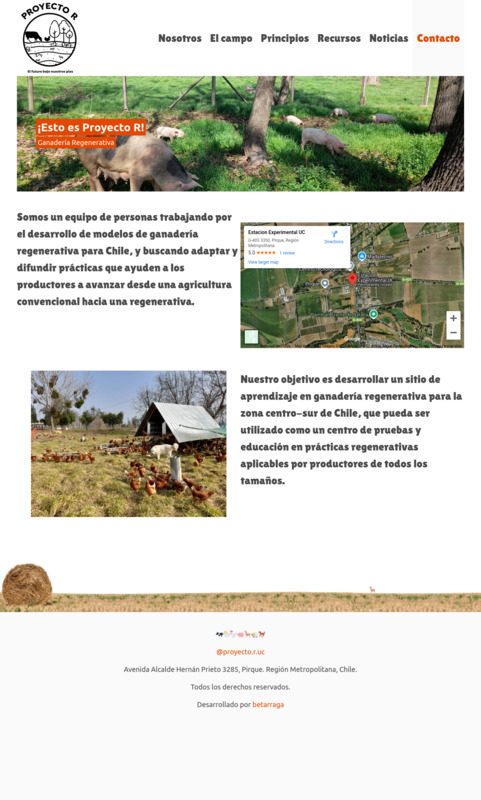 PROYECTO R
El futuro bajo nuestros pies
Nosotros El campo Principios Recursos Noticias Contacto
¡Esto es Proyecto R!
Ganadería Regenerativa
Somos un equipo de personas trabajando por
el desarrollo de modelos de ganadería
regenerativa para Chile, y buscando adaptar y
difundir prácticas que ayuden a los
productores a avanzar desde una agricultura
convencional hacia una regenerativa.
Estacion Experimental UC
G-405 3350, Pirque, Región
Metropolitana
5.0 ★★★★★ 1 review
View larger map
Directions
+
−
Nuestro objetivo es desarrollar un sitio de
aprendizaje en ganadería regenerativa para la
zona centro-sur de Chile, que pueda ser
utilizado como un centro de pruebas y
educación en prácticas regenerativas
aplicables por productores de todos los
tamaños.
@proyecto.r.uc
Avenida Alcalde Hernán Prieto 3285, Pirque. Región Metropolitana, Chile.
Todos los derechos reservados.
Desarrollado por betarraga